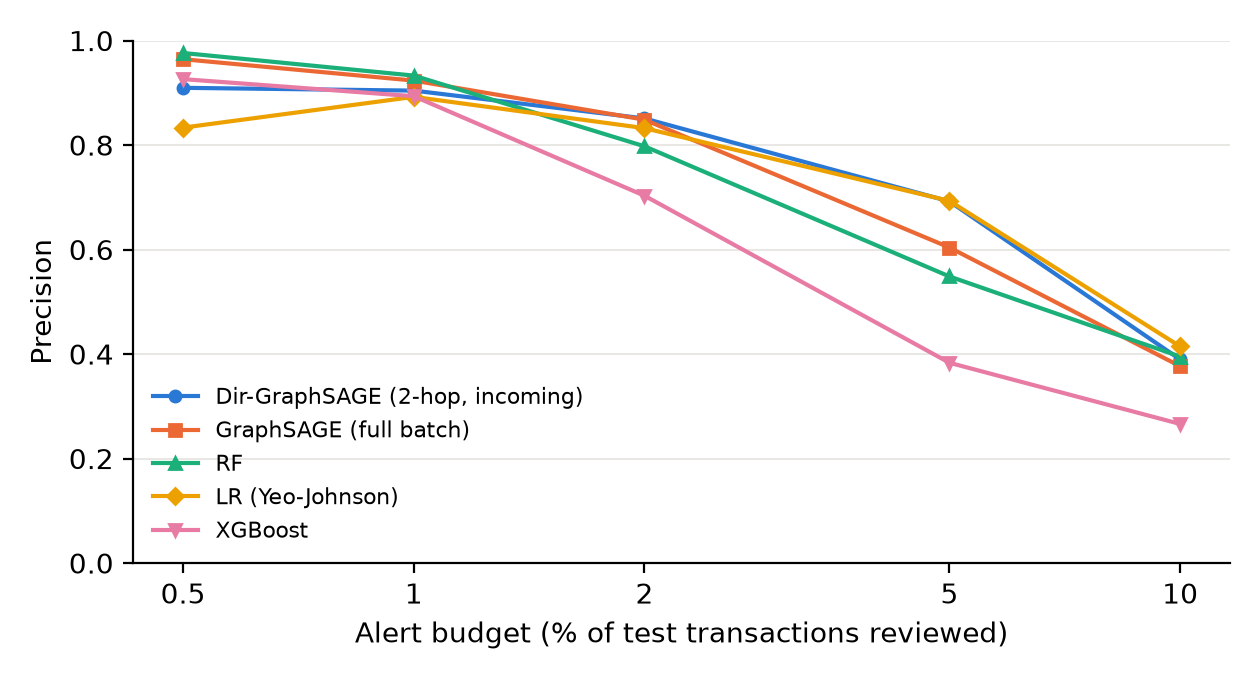 1.0
0.8
0.6
0.4
0.2
0.0
Precision
Dir-GraphSAGE (2-hop, incoming)
GraphSAGE (full batch)
RF
LR (Yeo-Johnson)
XGBoost
0.5 1 2 5 10
Alert budget (% of test transactions reviewed)